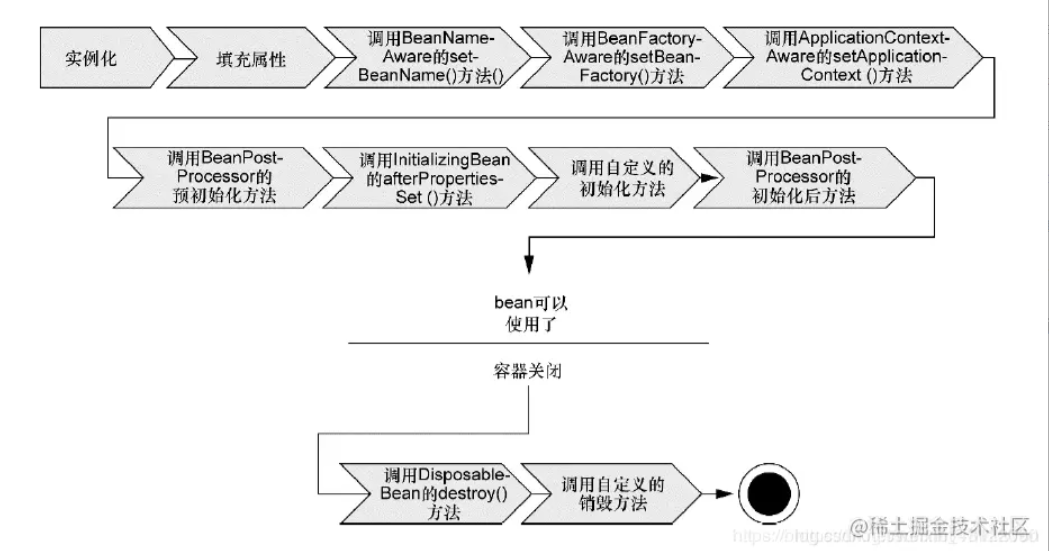 实例化
填充属性
调用BeanName-
Aware的set-
BeanName()方法()
调用BeanFactory-
Aware的setBean-
Factory()方法
调用ApplicationContext-
Aware的setApplication-
Context ()方法
调用BeanPost-
Processor的
预初始化方法
调用InitializingBean
的afterProperties-
Set ()方法
调用自定义的
初始化方法
调用BeanPost-
Processor的
初始化后方法
bean可以
使用了
容器关闭
调用Disposable-
Bean的destroy()
方法
调用自定义的
销毁方法
@稀土掘金技术社区